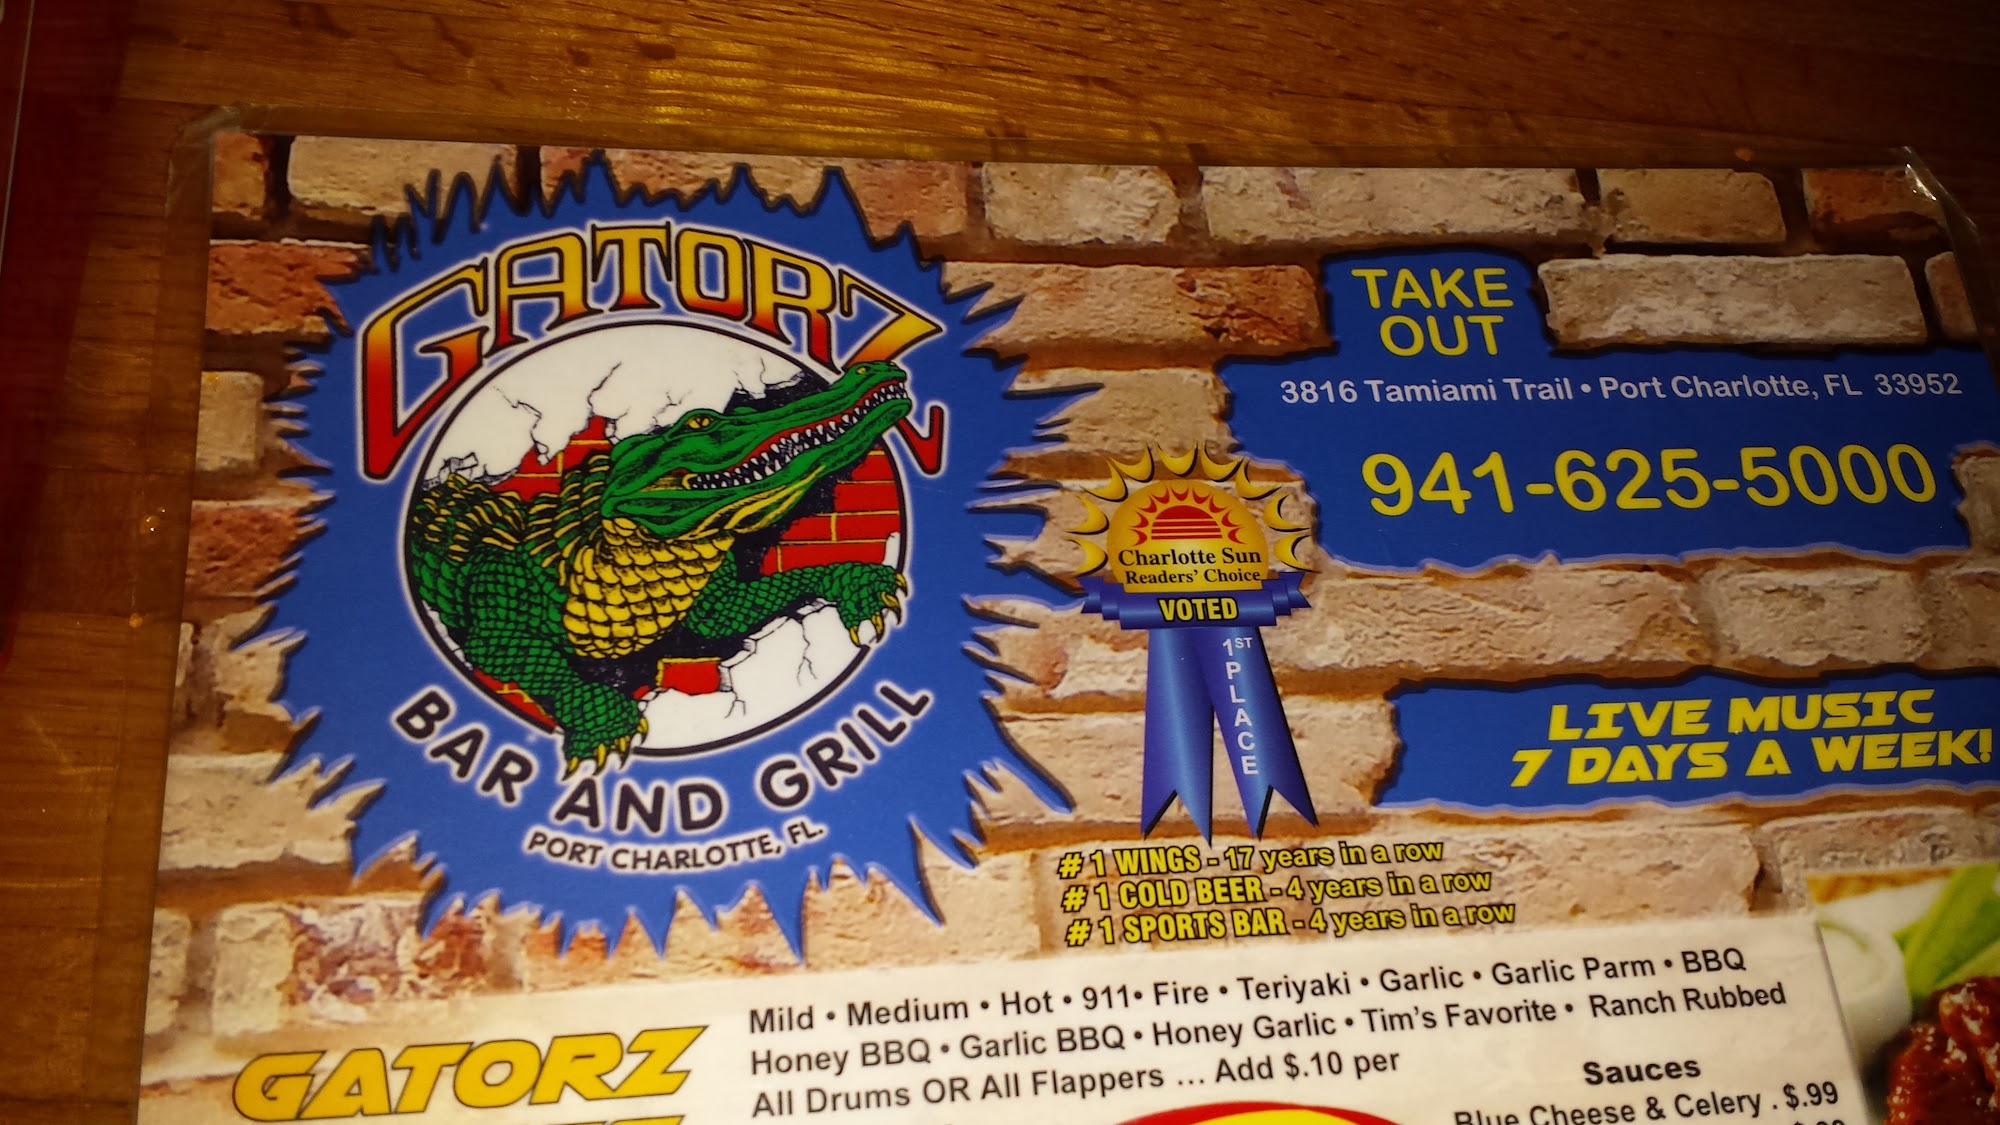 GATORZ
BAR AND GRILL
PORT CHARLOTTE, FL.
TAKE
OUT
3816 Tamiami Trail • Port Charlotte, FL 33952
941-625-5000
Charlotte Sun
Readers' Choice
VOTED
1ST
PLACE
LIVE MUSIC
7 DAYS A WEEK!
# 1 WINGS - 17 years in a row
# 1 COLD BEER - 4 years in a row
# 1 SPORTS BAR - 4 years in a row
GATORZ
Mild • Medium • Hot • 911• Fire • Teriyaki • Garlic • Garlic Parm • BBQ
Honey BBQ • Garlic BBQ • Honey Garlic • Tim's Favorite • Ranch Rubbed
All Drums OR All Flappers ... Add $.10 per
Sauces
Blue Cheese & Celery . $.99